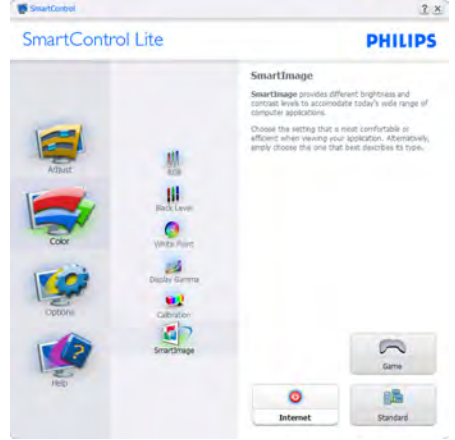 SmartControl
SmartControl Lite
PHILIPS
Adjust
Color
Options
Help
RGB
Black Level
White Point
Display Gamma
Calibration
SmartImage
SmartImage
SmartImage provides different brightness and
contrast levels to accomodate today's wide range of
computer applications.
Choose the setting that s most comfortable or
efficient when viewing your application. Alternatively,
simply choose the one that best describes its type.
Game
Internet
Standard